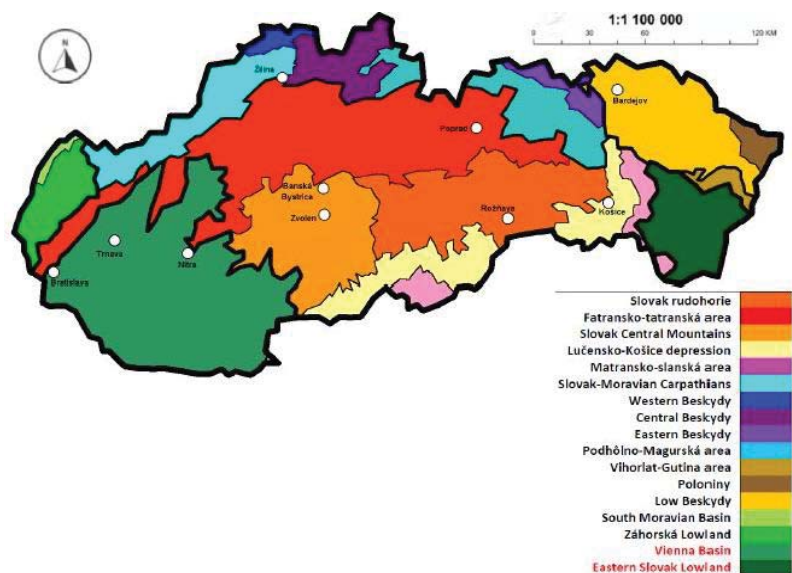 1:1 100 000
N
0 30 60 120 KM
Žilina
Bardejov
Poprad
Banská
Bystrica
Zvolen
Rožňava
Košice
Trnava
Nitra
Bratislava
Slovak rudohorie
Fatransko-tatranská area
Slovak Central Mountains
Lučensko-Košice depression
Matransko-slanská area
Slovak-Moravian Carpathians
Western Beskydy
Central Beskydy
Eastern Beskydy
Podhôlno-Magurská area
Vihorlat-Gutina area
Poloniny
Low Beskydy
South Moravian Basin
Záhorská Lowland
Vienna Basin
Eastern Slovak Lowland